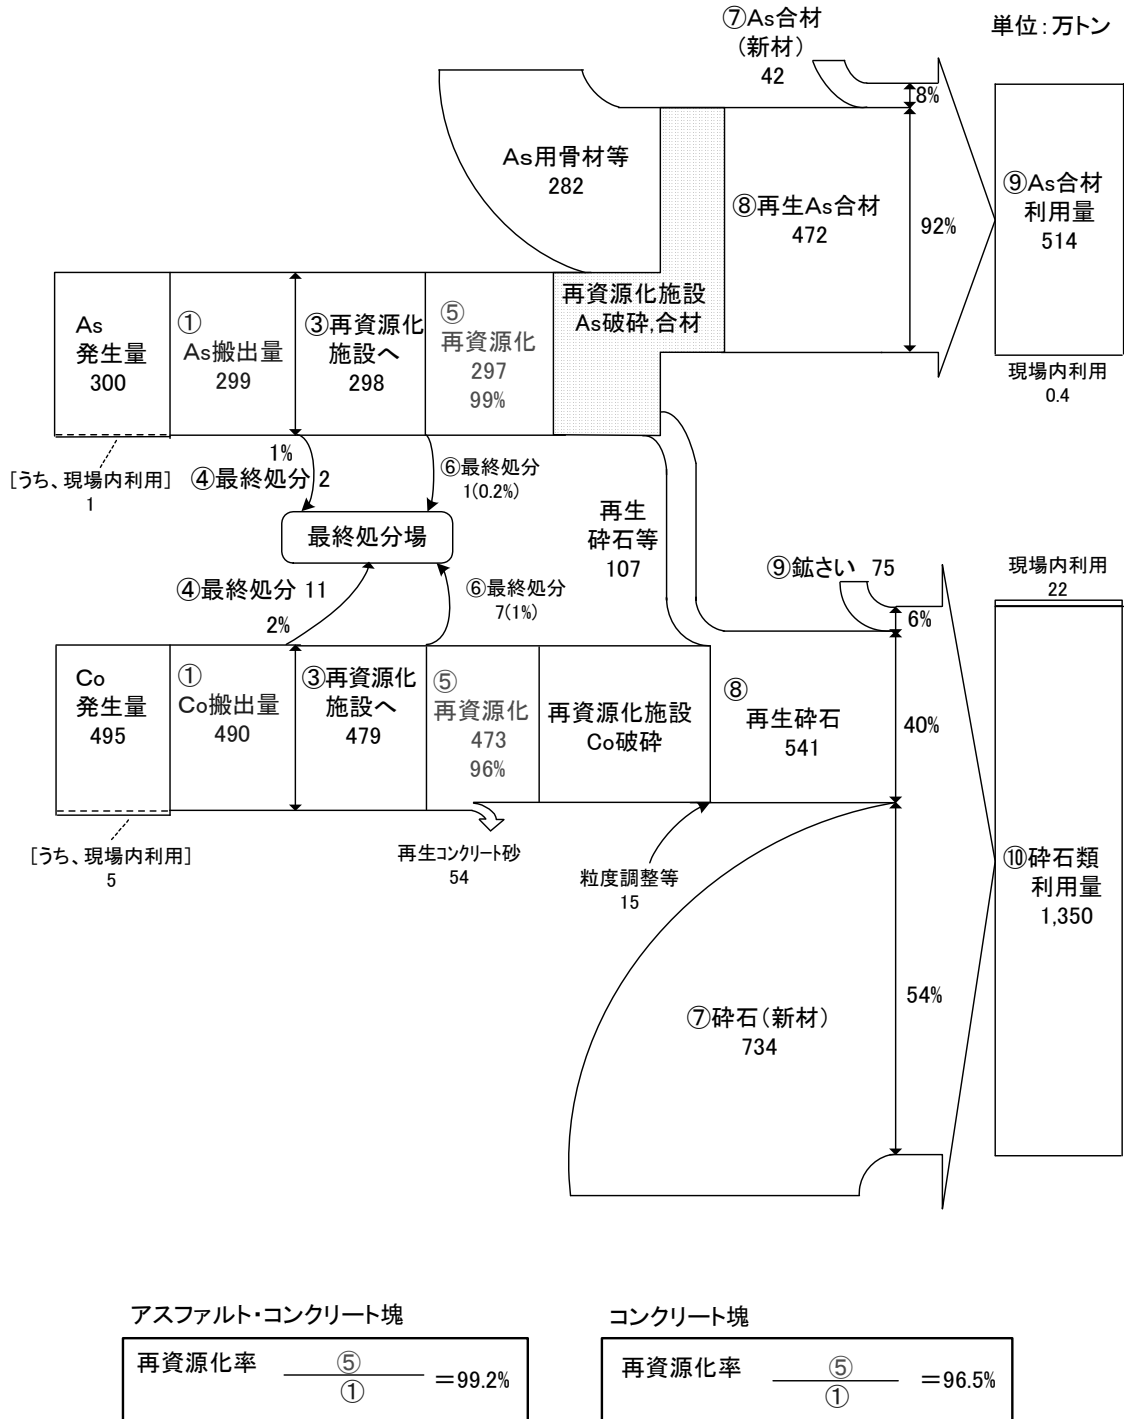 単位：万トン
⑦As合材
（新材）
42
8%
As用骨材等
282
⑧再生As合材
472
92%
⑨As合材
利用量
514
現場内利用
0.4
As
発生量
300
①
As搬出量
299
③再資源化
施設へ
298
⑤
再資源化
297
99%
再資源化施設
As破砕,合材
[うち、現場内利用]
1
1%
④最終処分 2
⑥最終処分
1(0.2%)
最終処分場
再生
砕石等
107
④最終処分 11
2%
⑥最終処分
7(1%)
⑨鉱さい 75
6%
現場内利用
22
Co
発生量
495
①
Co搬出量
490
③再資源化
施設へ
479
⑤
再資源化
473
96%
再資源化施設
Co破砕
⑧
再生砕石
541
40%
[うち、現場内利用]
5
再生コンクリート砂
54
粒度調整等
15
⑩砕石類
利用量
1,350
⑦砕石（新材）
734
54%
アスファルト・コンクリート塊
再資源化率 ⑤ ＝99.2%
①
コンクリート塊
再資源化率 ⑤ ＝96.5%
①